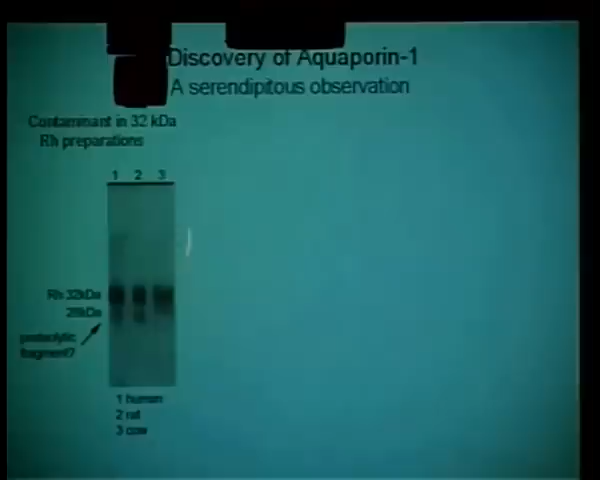 Discovery of Aquaporin-1
A serendipitous observation
Contaminant in 32 kDa
Rh preparations
1 2 3
Rh 32kDa
28kDa
proteolytic
fragment?
1 human
2 rat
3 cow